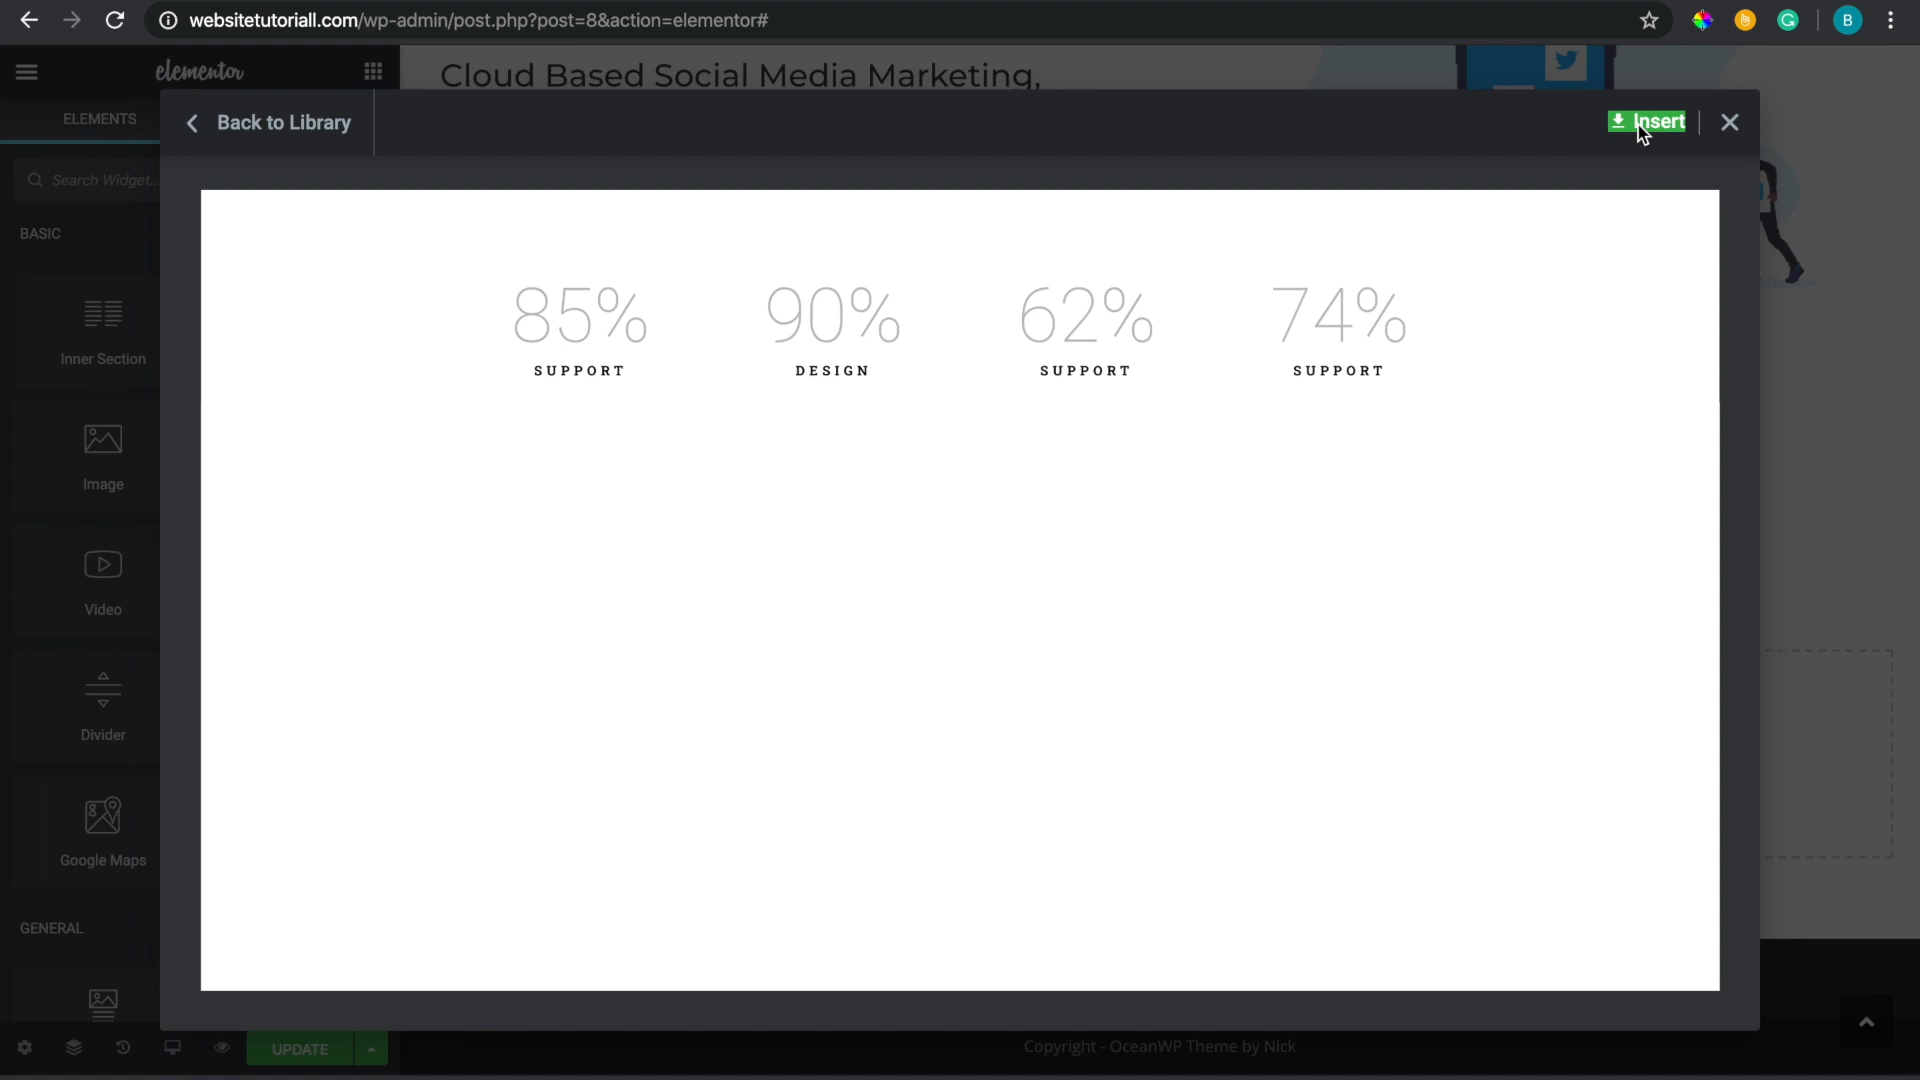 websitetutoriall.com/wp-admin/post.php?post=8&action=elementor#
B
elementor
Cloud Based Social Media Marketing,
ELEMENTS
Back to Library
Insert
Search Widget...
BASIC
Inner Section
Image
Video
Divider
Google Maps
GENERAL
85%
90%
62%
74%
SUPPORT
DESIGN
SUPPORT
SUPPORT
UPDATE
Copyright - OceanWP Theme by Nick